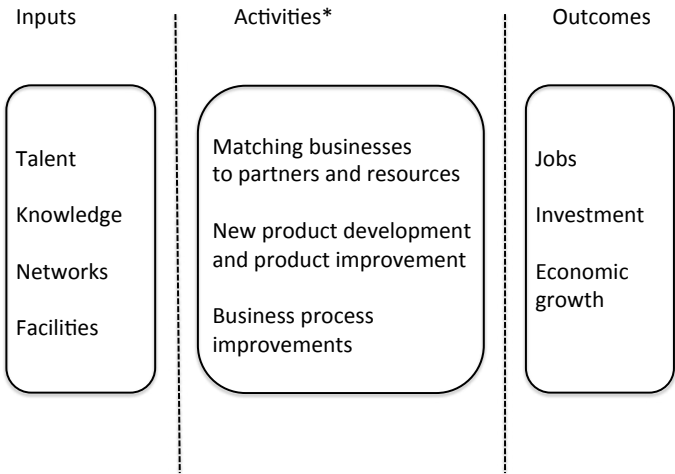 Inputs
Activities*
Outcomes
Talent
Knowledge
Networks
Facilities
Matching businesses
to partners and resources
New product development
and product improvement
Business process
improvements
Jobs
Investment
Economic
growth